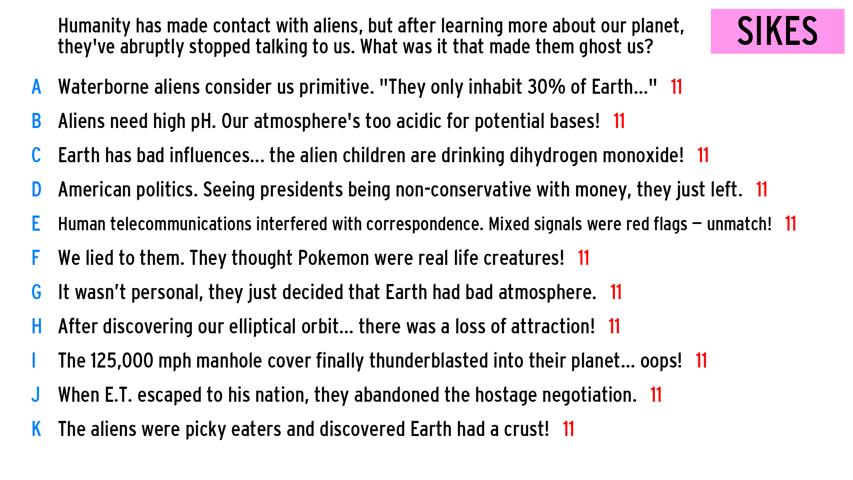 Humanity has made contact with aliens, but after learning more about our planet,
they've abruptly stopped talking to us. What was it that made them ghost us?
SIKES
A Waterborne aliens consider us primitive. "They only inhabit 30% of Earth..." 11
B Aliens need high pH. Our atmosphere's too acidic for potential bases! 11
C Earth has bad influences... the alien children are drinking dihydrogen monoxide! 11
D American politics. Seeing presidents being non-conservative with money, they just left. 11
E Human telecommunications interfered with correspondence. Mixed signals were red flags – unmatch! 11
F We lied to them. They thought Pokemon were real life creatures! 11
G It wasn’t personal, they just decided that Earth had bad atmosphere. 11
H After discovering our elliptical orbit... there was a loss of attraction! 11
I The 125,000 mph manhole cover finally thunderblasted into their planet... oops! 11
J When E.T. escaped to his nation, they abandoned the hostage negotiation. 11
K The aliens were picky eaters and discovered Earth had a crust! 11